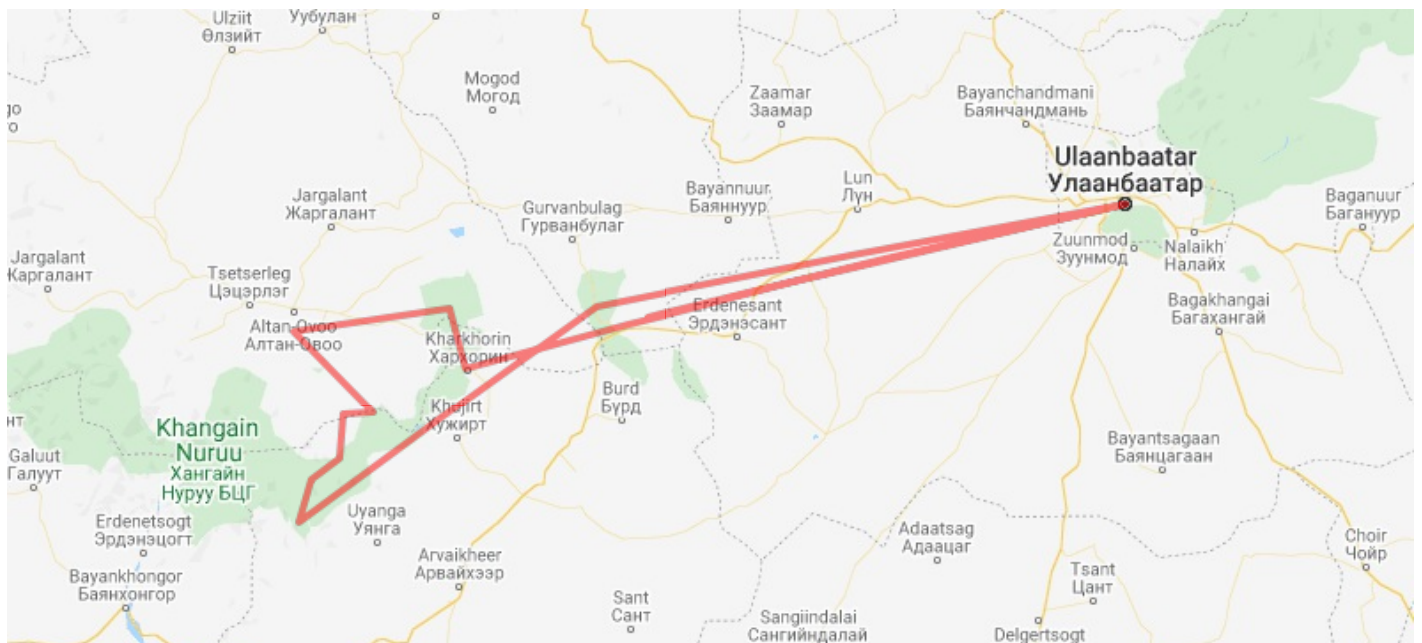 Ulziit
Өлзийт
Уубулан
Mogod
Могод
Zaamar
Заамар
Bayanchandmani
Баянчандмань
go
го
Ulaanbaatar
Улаанбаатар
Lun
Лүн
Jargalant
Жаргалант
Bayannuur
Баяннуур
Baganuur
Багануур
Gurvanbulag
Гурванбулаг
Zuunmod
Зуунмод
Nalaikh
Налайх
Jargalant
Жаргалант
Tsetserleg
Цэцэрлэг
Bagakhangai
Багахангай
Erdenesant
Эрдэнэсант
Altan-Ovoo
Алтан-Овоо
Kharkhorin
Хархорин
Burd
Бүрд
Khujirt
Хужирт
нт
Khangain
Nuruu
Хангайн
Нуруу БЦГ
Bayantsagaan
Баянцагаан
Galuut
Галуут
Uyanga
Уянга
Erdenetsogt
Эрдэнэцогт
Adaatsag
Адаацаг
Choir
Чойр
Arvaikheer
Арвайхээр
Bayankhongor
Баянхонгор
Tsant
Цант
Sant
Сант
Sangiindalai
Сангийндалай
Delgertsogt